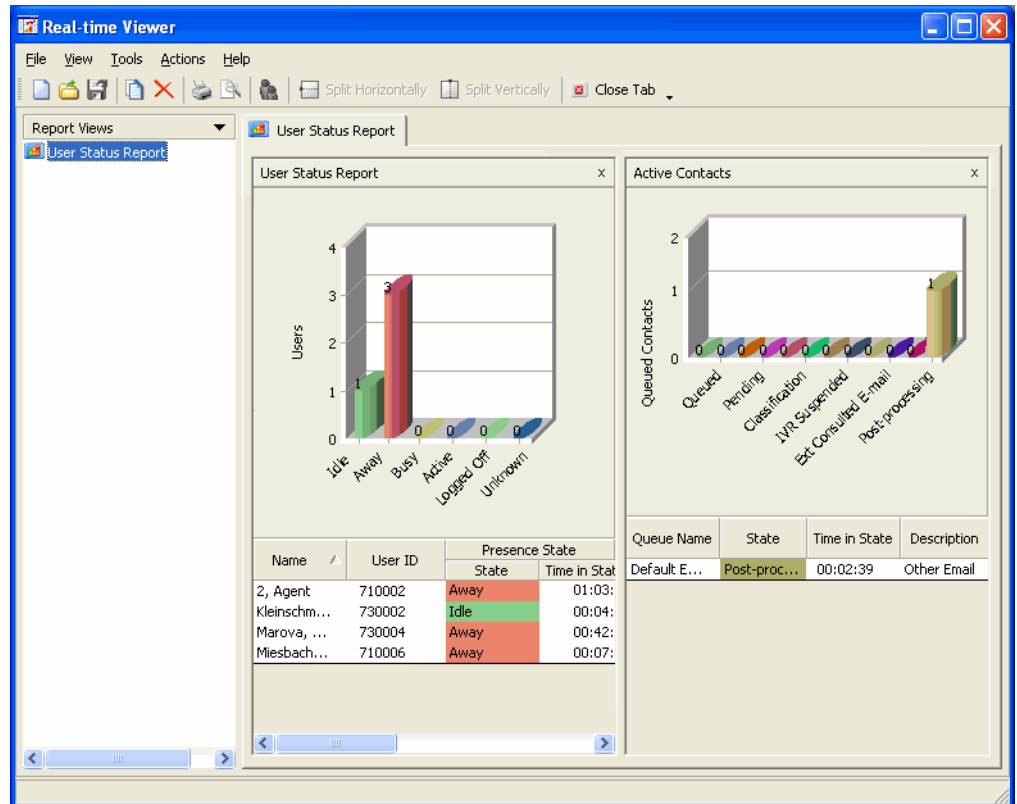 Real-time Viewer
File View Tools Actions Help
Split Horizontally Split Vertically Close Tab
Report Views
User Status Report
User Status Report
User Status Report x
4
3
2
1
0
Users
1 3 0 0 0 0
Idle Away Busy Active Logged Off Unknown
Name User ID Presence State
State Time in Stat
2, Agent 710002 Away 01:03:
Kleinschm... 730002 Idle 00:04:
Marova, ... 730004 Away 00:42:
Miesbach... 710006 Away 00:07:
Active Contacts x
2
1
0
Queued Contacts
0 0 0 0 0 0 0 0 0 0 1
Queued Pending Classification IVR Suspended Ext Consulted E-mail Post-processing
Queue Name State Time in State Description
Default E... Post-proc... 00:02:39 Other Email